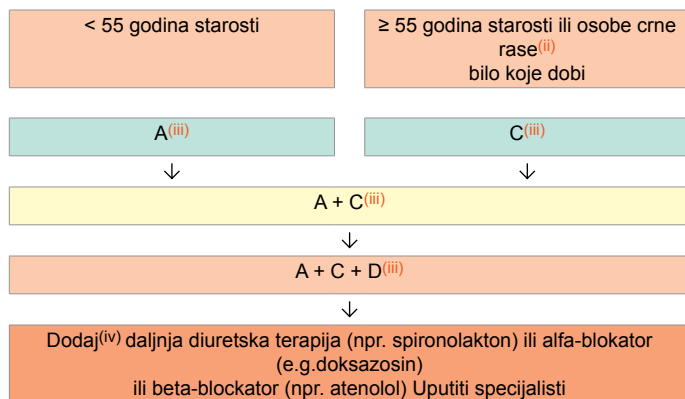 < 55 godina starosti
≥ 55 godina starosti ili osobe crne
rase(ii)
bilo koje dobi
A(iii)
C(iii)
A + C(iii)
A + C + D(iii)
Dodaj(iv) daljnja diuretska terapija (npr. spironolakton) ili alfa-blokator
(e.g.doksazosin)
ili beta-blockator (npr. atenolol) Uputiti specijalisti